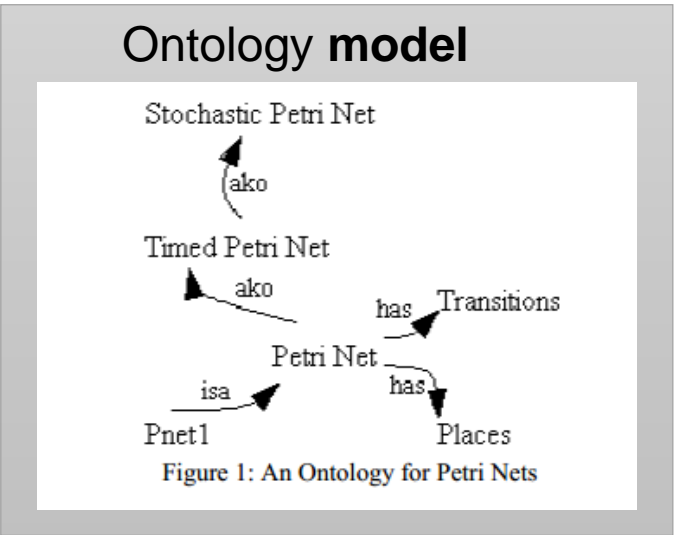 Ontology model
Stochastic Petri Net
ako
Timed Petri Net
ako
has
Transitions
Petri Net
isa
has
Pnet1
Places
Figure 1: An Ontology for Petri Nets